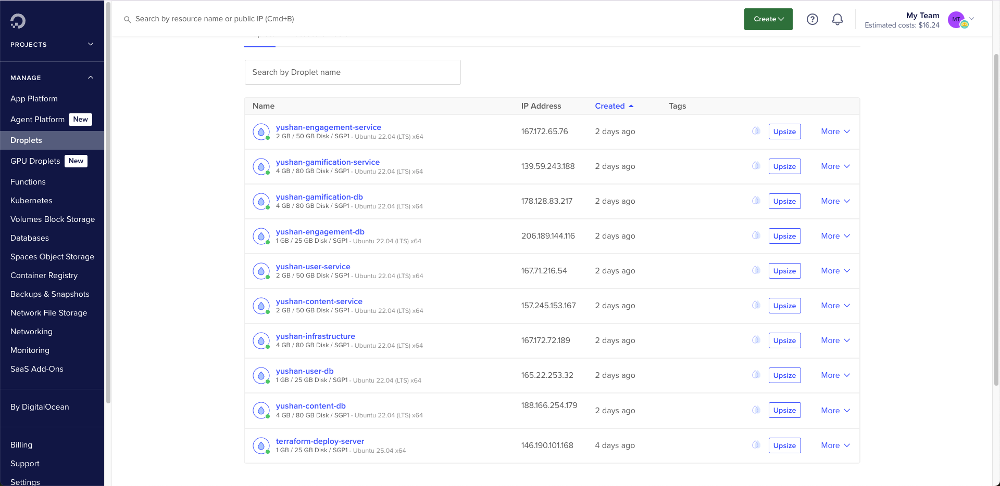 PROJECTS
MANAGE
App Platform
Agent Platform New
Droplets
GPU Droplets New
Functions
Kubernetes
Volumes Block Storage
Databases
Spaces Object Storage
Container Registry
Backups & Snapshots
Network File Storage
Networking
Monitoring
SaaS Add-Ons
By DigitalOcean
Billing
Support
Settings
Search by resource name or public IP (Cmd+B)
Create
My Team
Estimated costs: $16.24
MT
Search by Droplet name
Name IP Address Created Tags
yushan-engagement-service
2 GB / 50 GB Disk / SGP1 - Ubuntu 22.04 (LTS) x64
167.172.65.76 2 days ago Upsize More
yushan-gamification-service
4 GB / 80 GB Disk / SGP1 - Ubuntu 22.04 (LTS) x64
139.59.243.188 2 days ago Upsize More
yushan-gamification-db
4 GB / 80 GB Disk / SGP1 - Ubuntu 22.04 (LTS) x64
178.128.83.217 2 days ago Upsize More
yushan-engagement-db
1 GB / 25 GB Disk / SGP1 - Ubuntu 22.04 (LTS) x64
206.189.144.116 2 days ago Upsize More
yushan-user-service
2 GB / 50 GB Disk / SGP1 - Ubuntu 22.04 (LTS) x64
167.71.216.54 2 days ago Upsize More
yushan-content-service
2 GB / 50 GB Disk / SGP1 - Ubuntu 22.04 (LTS) x64
157.245.153.167 2 days ago Upsize More
yushan-infrastructure
4 GB / 80 GB Disk / SGP1 - Ubuntu 22.04 (LTS) x64
167.172.72.189 2 days ago Upsize More
yushan-user-db
1 GB / 25 GB Disk / SGP1 - Ubuntu 22.04 (LTS) x64
165.22.253.32 2 days ago Upsize More
yushan-content-db
4 GB / 80 GB Disk / SGP1 - Ubuntu 22.04 (LTS) x64
188.166.254.179 2 days ago Upsize More
terraform-deploy-server
1 GB / 25 GB Disk / SGP1 - Ubuntu 25.04 x64
146.190.101.168 4 days ago Upsize More